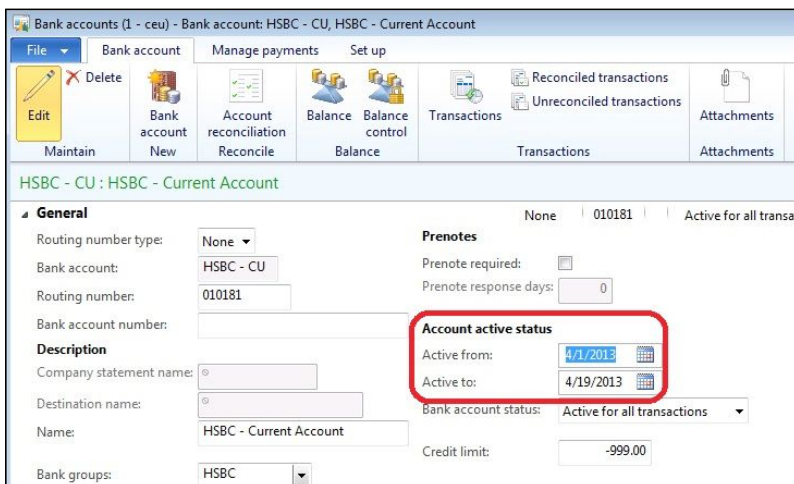 Bank accounts (1 - ceu) - Bank account: HSBC - CU, HSBC - Current Account
File Bank account Manage payments Set up
Edit
Delete
Maintain
Bank account
New
Account reconciliation
Reconcile
Balance
Balance control
Balance
Transactions
Reconciled transactions
Unreconciled transactions
Transactions
Attachments
Attachments
HSBC - CU : HSBC - Current Account
General
None 010181 Active for all transa
Routing number type: None
Bank account: HSBC - CU
Routing number: 010181
Bank account number:
Description
Company statement name:
Destination name:
Name: HSBC - Current Account
Bank groups: HSBC
Prenotes
Prenote required:
Prenote response days: 0
Account active status
Active from: 4/1/2013
Active to: 4/19/2013
Bank account status: Active for all transactions
Credit limit: -999.00